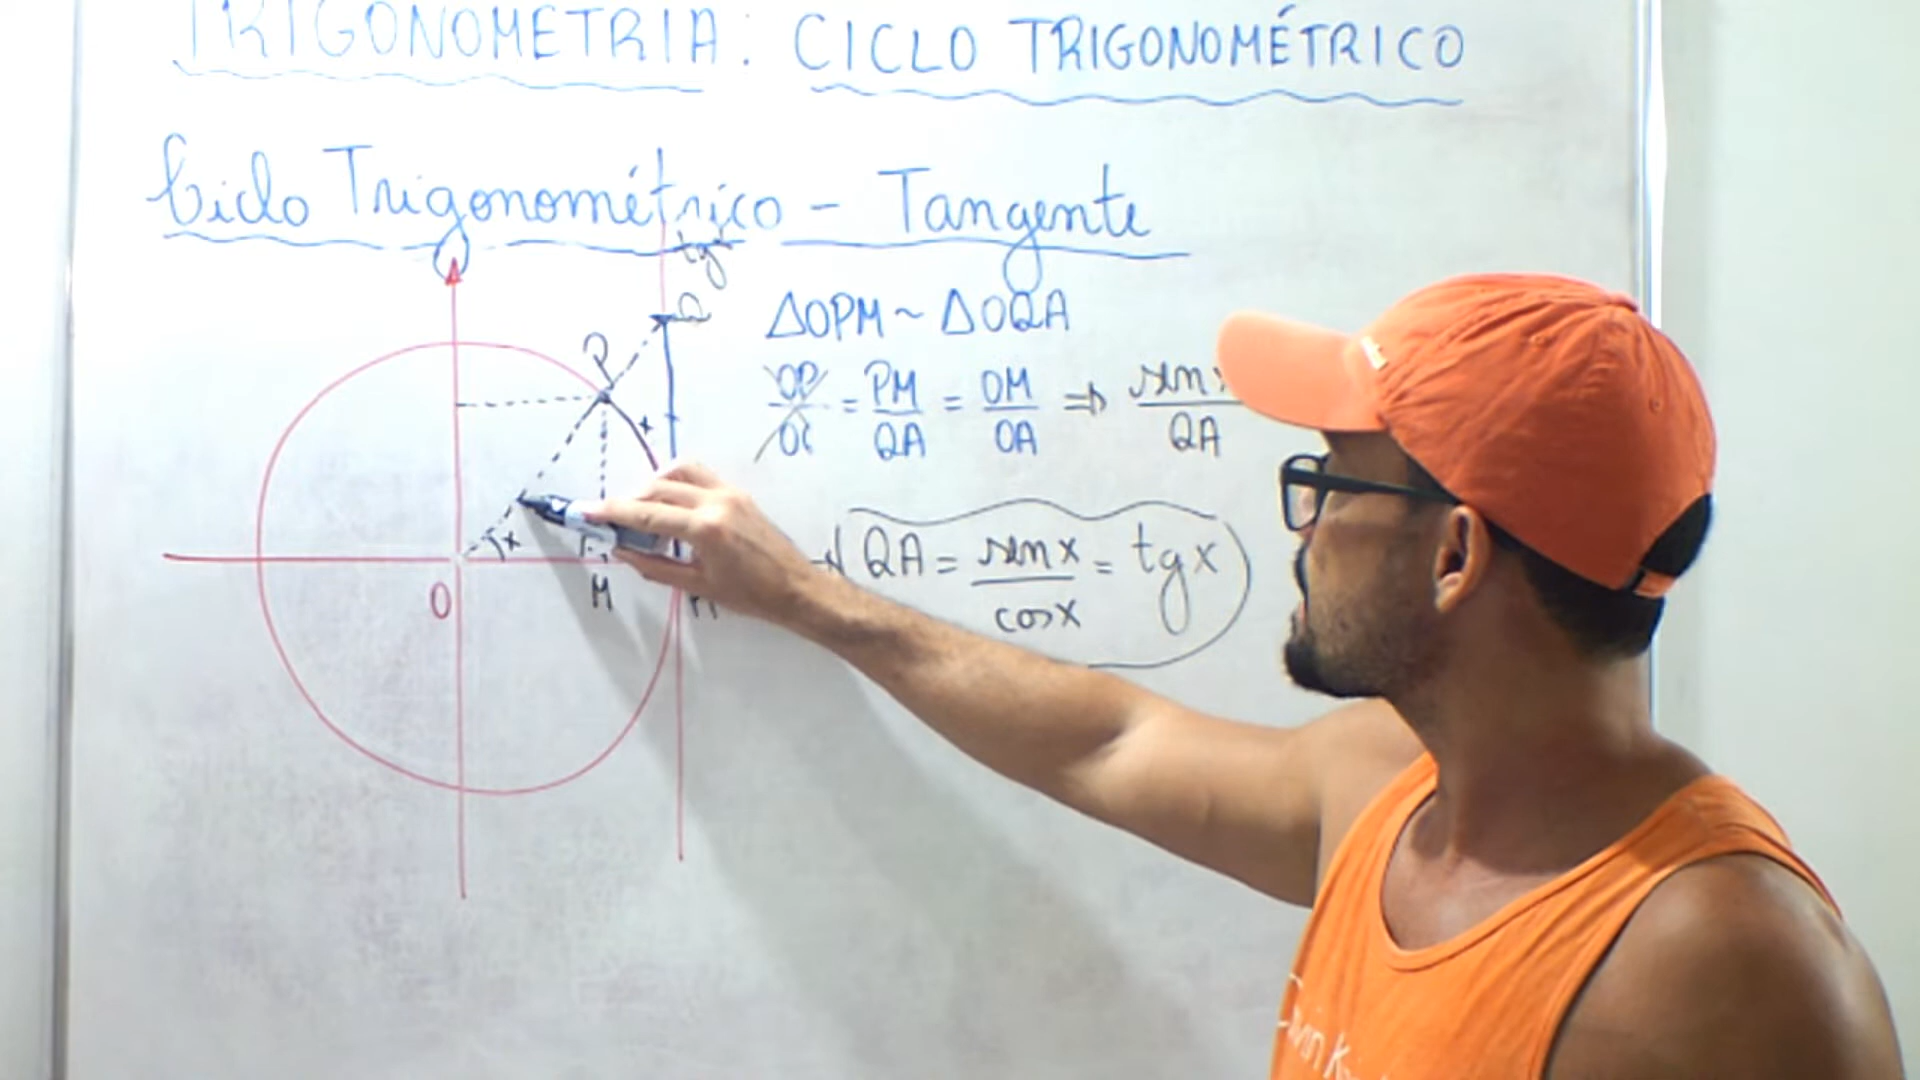 TRIGONOMETRIA: CICLO TRIGONOMÉTRICO
Ciclo Trigonométrico - Tangente
tg
Q
P
x
x
O
M
ΔOPM ~ ΔOQA
OP = PM/QA = OM/OA ⇒ sen x/QA
QA = sen x/cos x = tg x